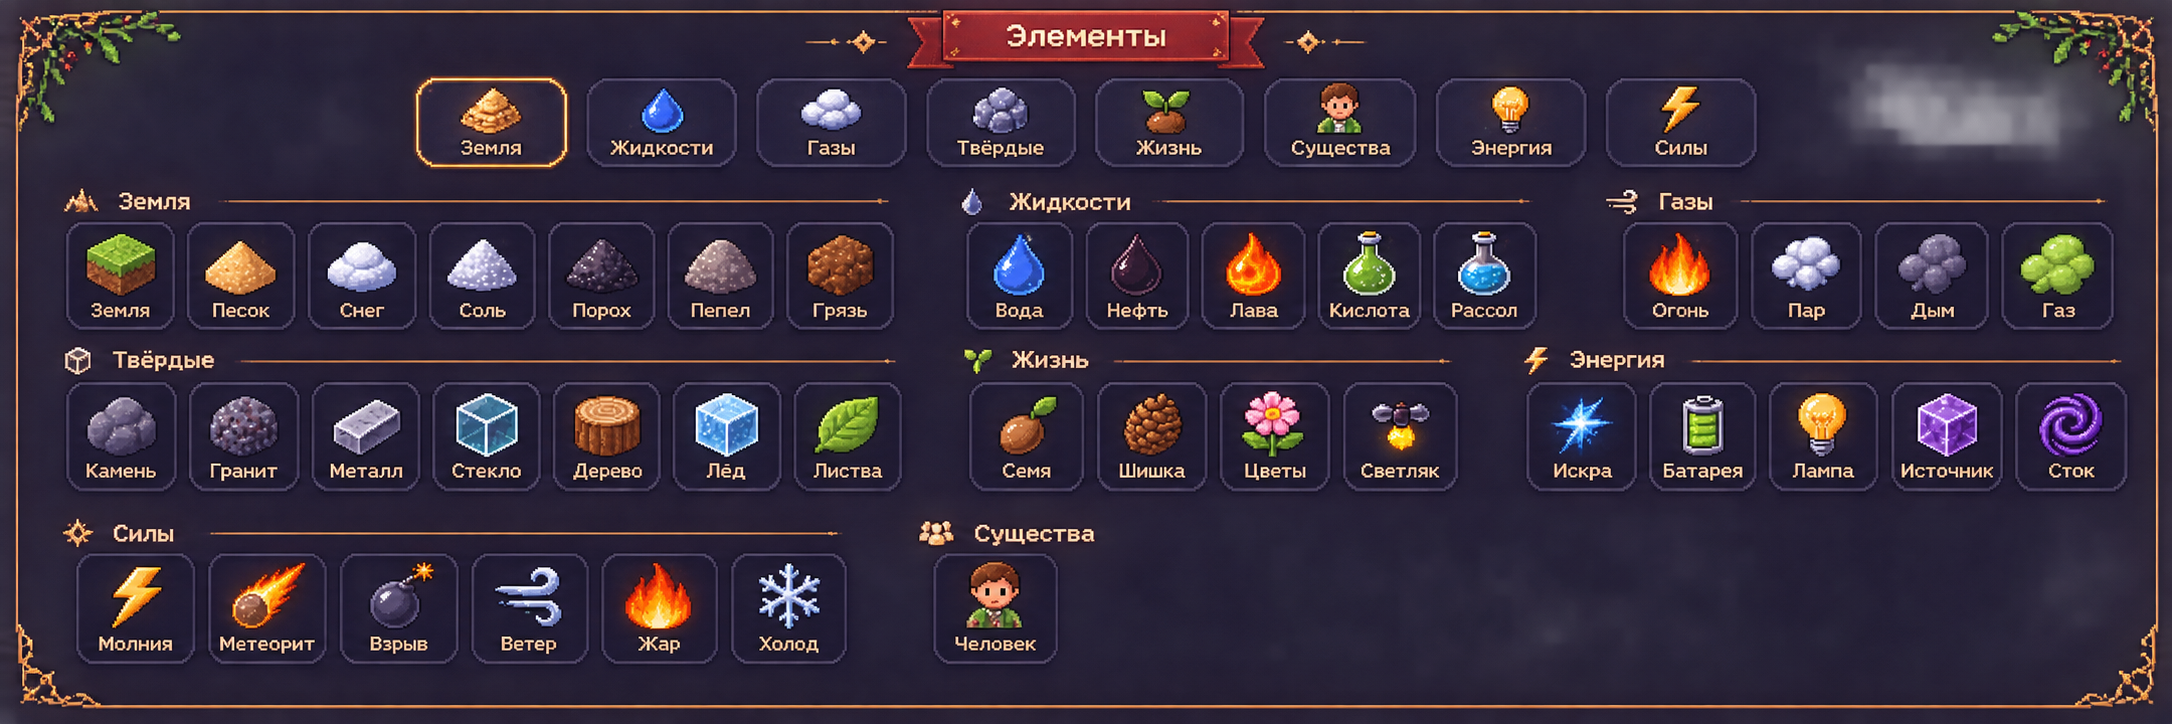 Элементы
Земля
Жидкости
Газы
Твёрдые
Жизнь
Существа
Энергия
Силы
Земля
Земля
Песок
Снег
Соль
Порох
Пепел
Грязь
Жидкости
Вода
Нефть
Лава
Кислота
Рассол
Газы
Огонь
Пар
Дым
Газ
Твёрдые
Камень
Гранит
Металл
Стекло
Дерево
Лёд
Листва
Жизнь
Семя
Шишка
Цветы
Светляк
Энергия
Искра
Батарея
Лампа
Источник
Сток
Силы
Молния
Метеорит
Взрыв
Ветер
Жар
Холод
Существа
Человек